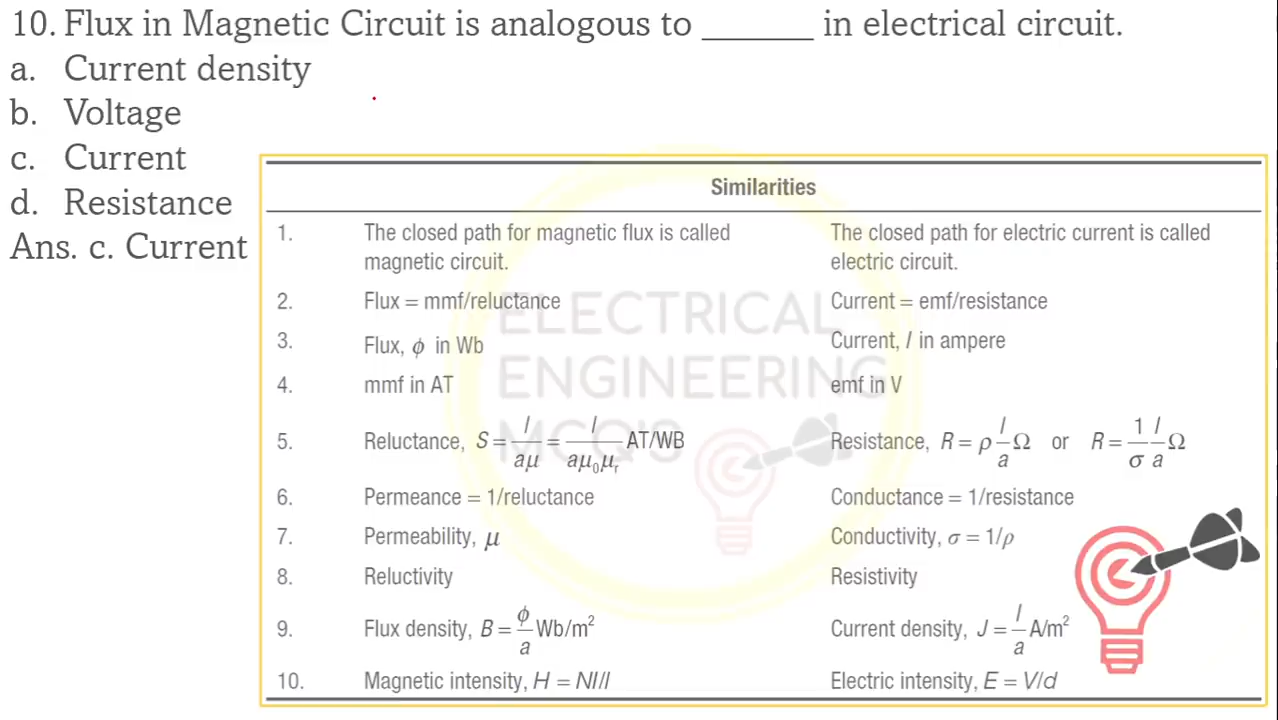 10. Flux in Magnetic Circuit is analogous to ______ in electrical circuit.
a. Current density
b. Voltage
c. Current
d. Resistance
Ans. c. Current
Similarities
1. The closed path for magnetic flux is called magnetic circuit. The closed path for electric current is called electric circuit.
2. Flux = mmf/reluctance Current = emf/resistance
3. Flux, ϕ in Wb Current, I in ampere
4. mmf in AT emf in V
5. Reluctance, S = l/aμ = l/aμ₀μᵣ AT/WB Resistance, R = ρ l/a Ω or R = 1/σ l/a Ω
6. Permeance = 1/reluctance Conductance = 1/resistance
7. Permeability, μ Conductivity, σ = 1/ρ
8. Reluctivity Resistivity
9. Flux density, B = ϕ/a Wb/m² Current density, J = I/a A/m²
10. Magnetic intensity, H = NI/l Electric intensity, E = V/d
ELECTRICAL
ENGINEERING
MCQ'S